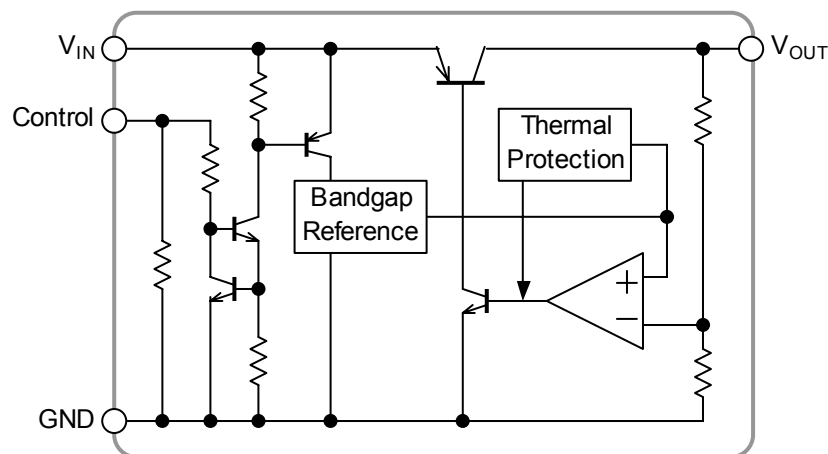 VIN
VOUT
Control
Thermal
Protection
Bandgap
Reference
+
−
GND